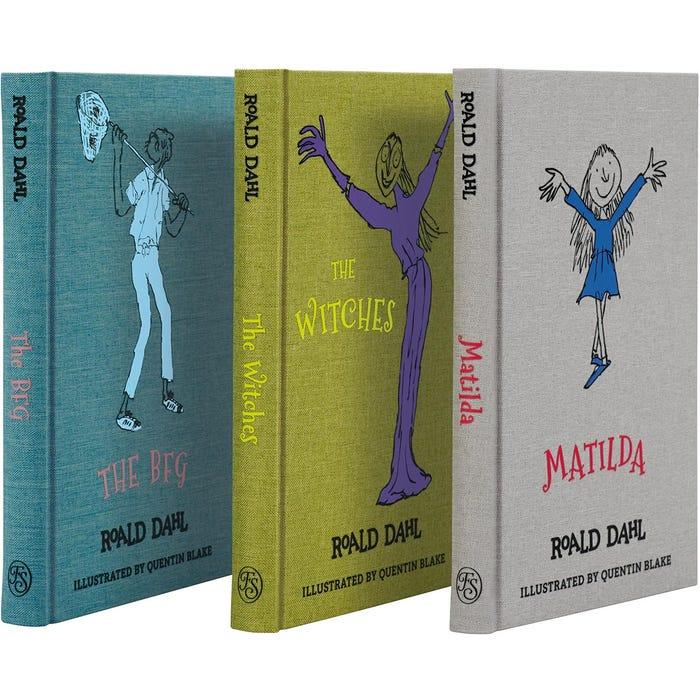 ROALD DAHL
The BFG
FS
THE BFG
ROALD DAHL
ILLUSTRATED BY QUENTIN BLAKE
ROALD DAHL
The Witches
FS
THE
WITCHES
ROALD DAHL
ILLUSTRATED BY QUENTIN BLAKE
ROALD DAHL
Matilda
FS
MATILDA
ROALD DAHL
ILLUSTRATED BY QUENTIN BLAKE